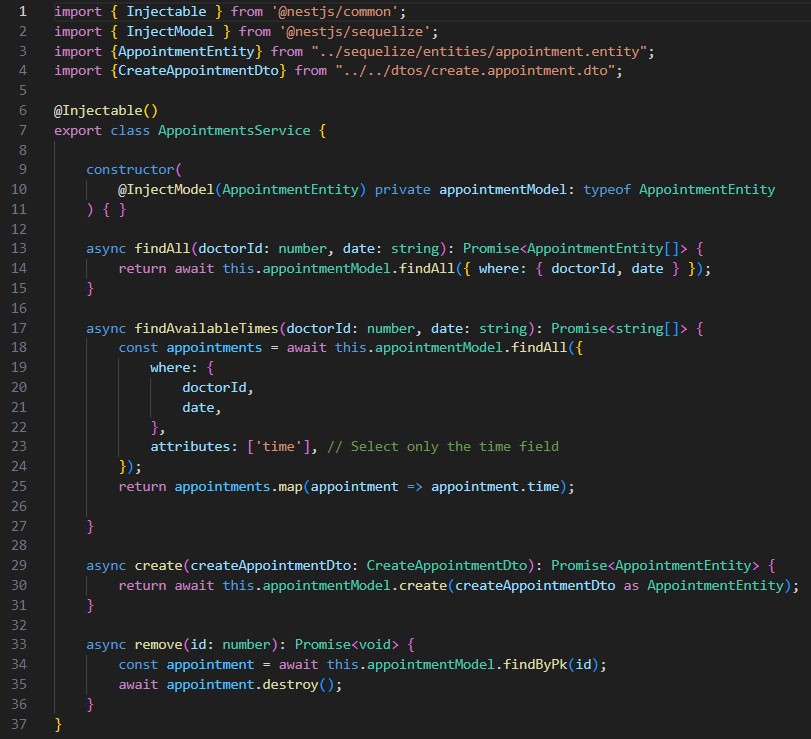 1 import { Injectable } from '@nestjs/common';
2 import { InjectModel } from '@nestjs/sequelize';
3 import {AppointmentEntity} from "../sequelize/entities/appointment.entity";
4 import {CreateAppointmentDto} from "../../dtos/create.appointment.dto";
5
6 @Injectable()
7 export class AppointmentsService {
8
9     constructor(
10         @InjectModel(AppointmentEntity) private appointmentModel: typeof AppointmentEntity
11     ) { }
12
13     async findAll(doctorId: number, date: string): Promise<AppointmentEntity[]> {
14         return await this.appointmentModel.findAll({ where: { doctorId, date } });
15     }
16
17     async findAvailableTimes(doctorId: number, date: string): Promise<string[]> {
18         const appointments = await this.appointmentModel.findAll({
19             where: {
20                 doctorId,
21                 date,
22             },
23             attributes: ['time'], // Select only the time field
24         });
25         return appointments.map(appointment => appointment.time);
26
27     }
28
29     async create(createAppointmentDto: CreateAppointmentDto): Promise<AppointmentEntity> {
30         return await this.appointmentModel.create(createAppointmentDto as AppointmentEntity);
31     }
32
33     async remove(id: number): Promise<void> {
34         const appointment = await this.appointmentModel.findByPk(id);
35         await appointment.destroy();
36     }
37 }